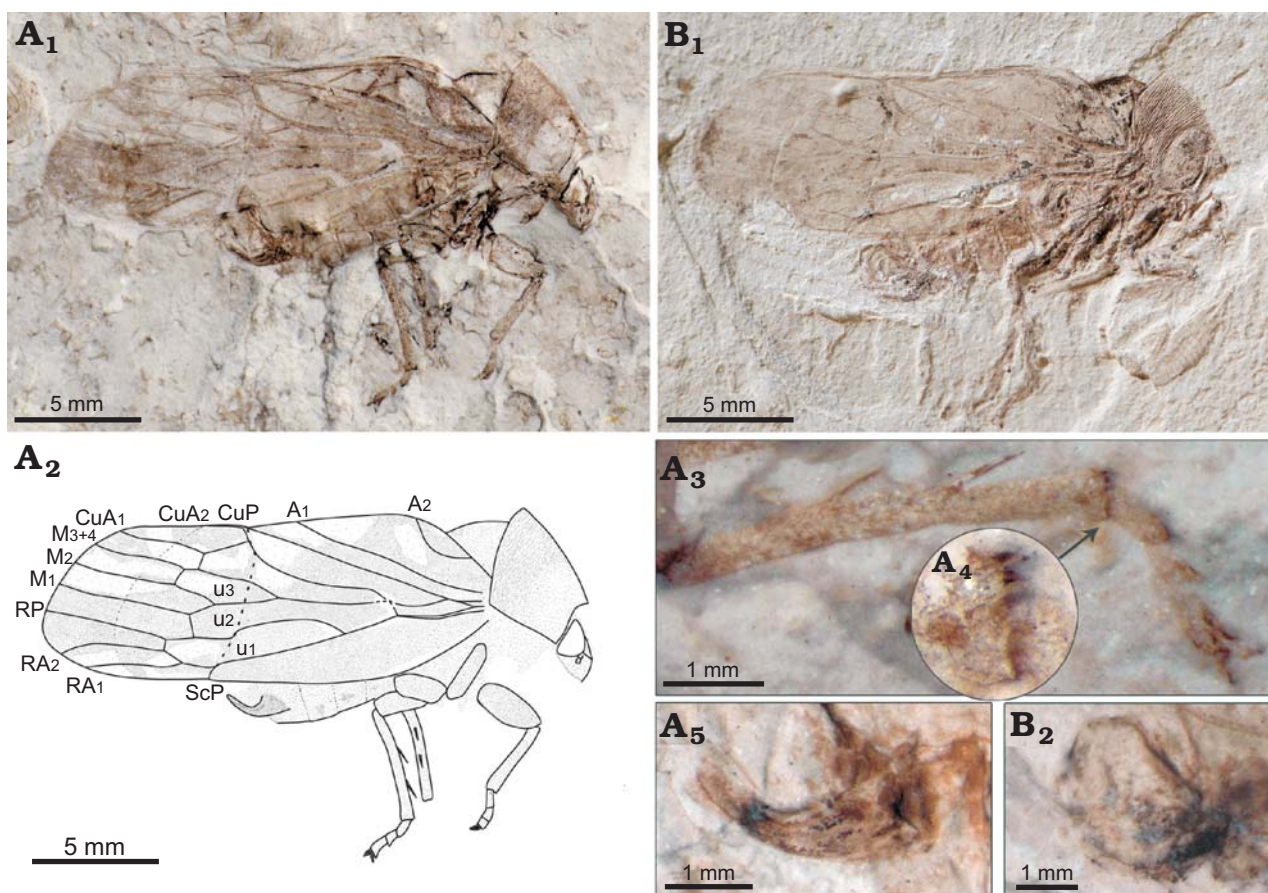 A1
B1
5 mm
5 mm
A2
CuA1 CuA2 CuP A1 A2
M3+4
M2
M1
RP
RA2
RA1
u3
u2
u1
ScP
5 mm
A3
A4
1 mm
A5
B2
1 mm
1 mm